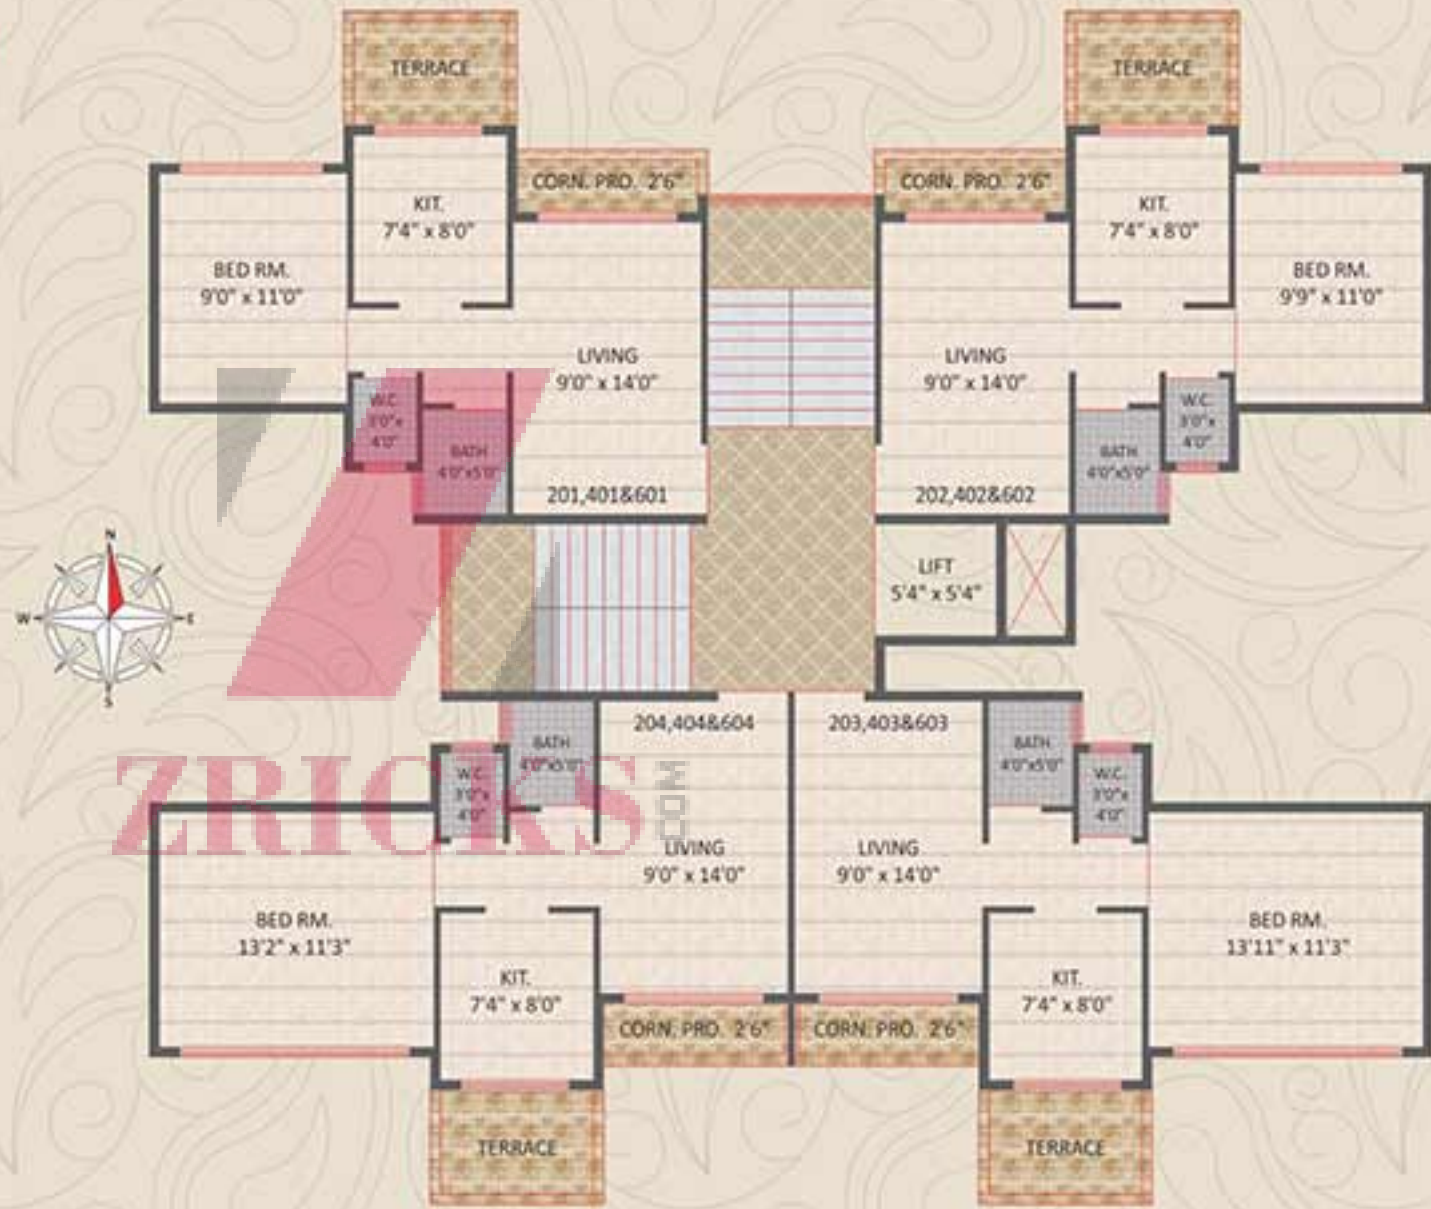 TERRACE
TERRACE
CORN. PRO. 2'6"
CORN. PRO. 2'6"
KIT.
7'4" x 8'0"
KIT.
7'4" x 8'0"
BED RM.
9'0" x 11'0"
BED RM.
9'9" x 11'0"
LIVING
9'0" x 14'0"
LIVING
9'0" x 14'0"
W.C.
3'0"x
4'0"
W.C.
3'0"x
4'0"
BATH
4'0"x5'0"
BATH
4'0"x5'0"
201,401&601
202,402&602
N
W
E
S
LIFT
5'4" x 5'4"
204,404&604
203,403&603
BATH
4'0"x5'0"
BATH
4'0"x5'0"
W.C.
3'0"x
4'0"
W.C.
3'0"x
4'0"
ZRICKS
.COM
LIVING
9'0" x 14'0"
LIVING
9'0" x 14'0"
BED RM.
13'2" x 11'3"
BED RM.
13'11" x 11'3"
KIT.
7'4" x 8'0"
KIT.
7'4" x 8'0"
CORN. PRO. 2'6"
CORN. PRO. 2'6"
TERRACE
TERRACE